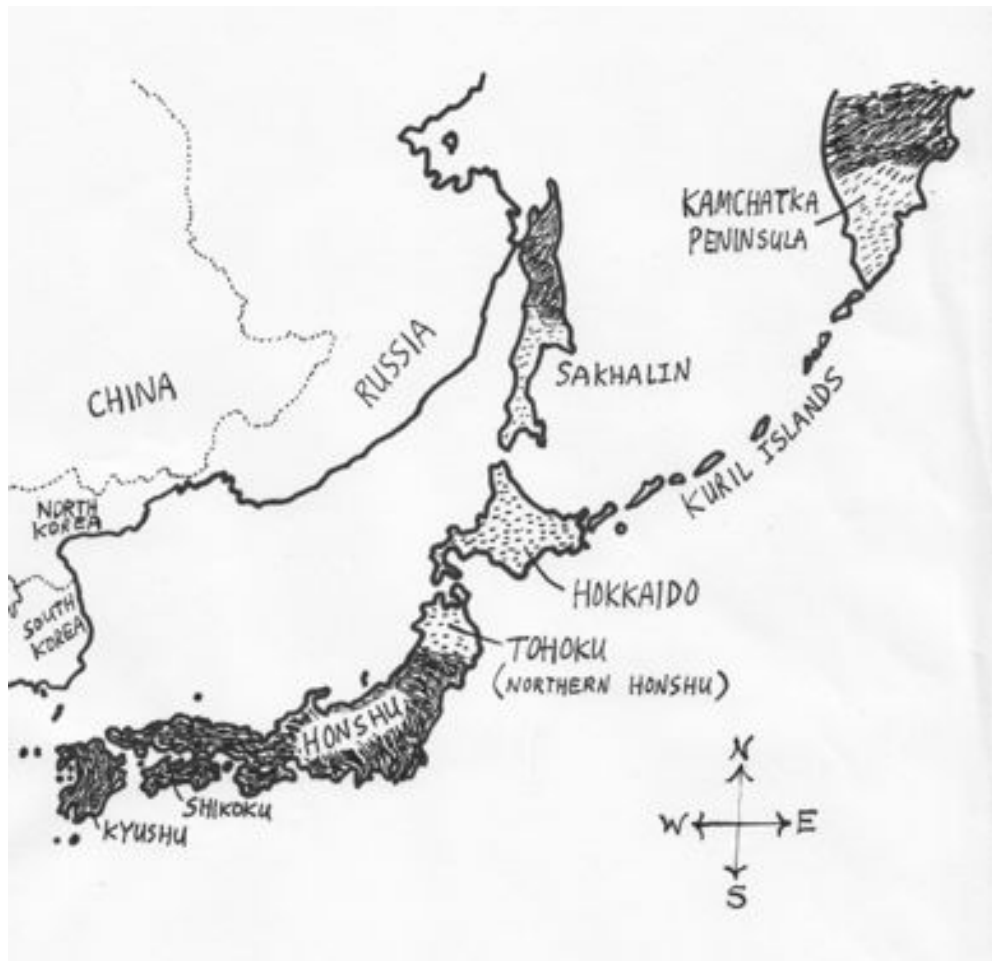 KAMCHATKA
PENINSULA
RUSSIA
SAKHALIN
CHINA
KURIL ISLANDS
NORTH
KOREA
HOKKAIDO
SOUTH
KOREA
TOHOKU
(NORTHERN HONSHU)
HONSHU
SHIKOKU
KYUSHU
N
W E
S